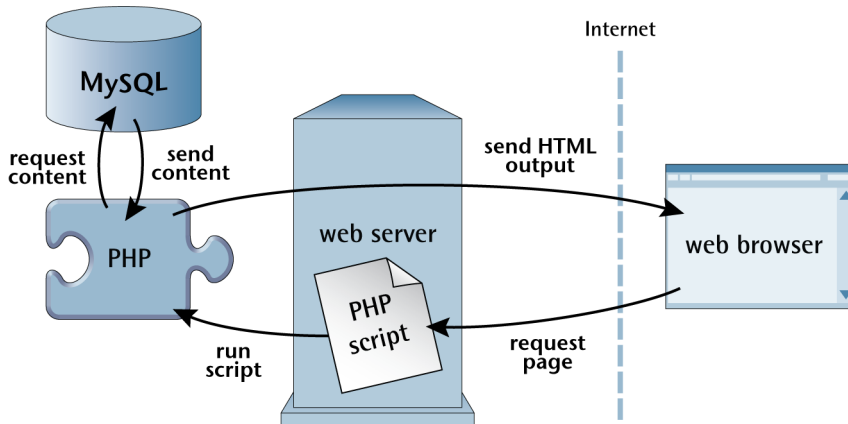 Internet
MySQL
request
content
send
content
send HTML
output
PHP
web server
web browser
PHP
script
run
script
request
page